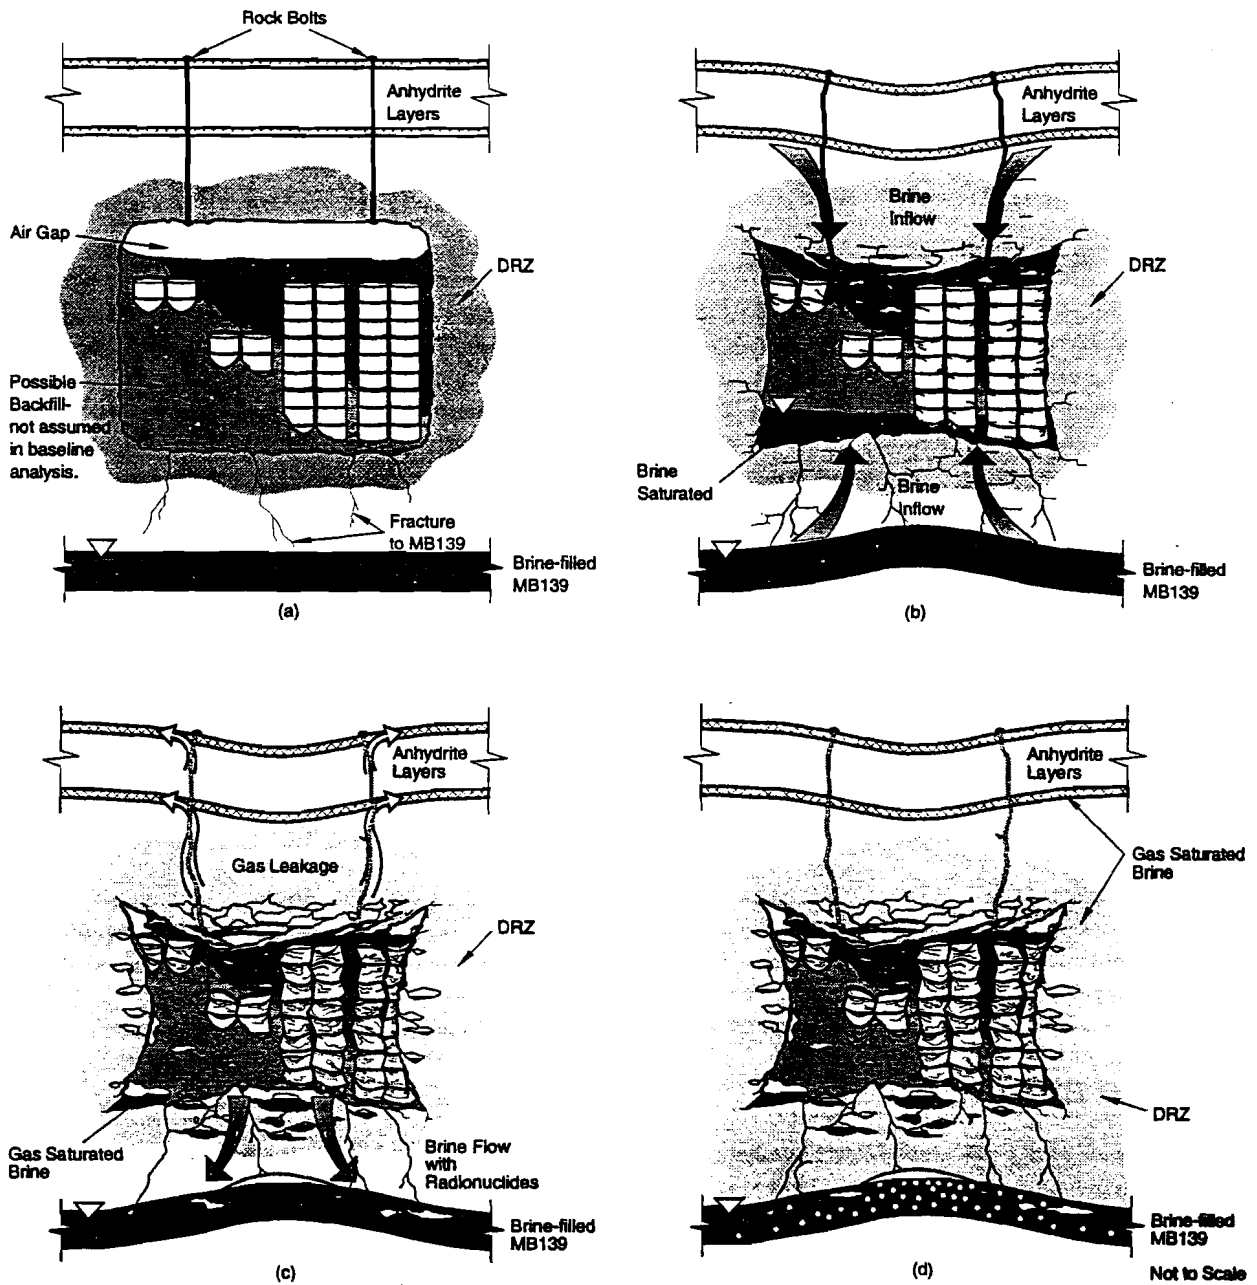 Rock Bolts
Anhydrite
Layers
Air Gap
DRZ
Possible
Backfill-
not assumed
in baseline
analysis.
Fracture
to MB139
Brine-filled
MB139
(a)
Anhydrite
Layers
Brine
Inflow
DRZ
Brine
Saturated
Brine
Inflow
Brine-filled
MB139
(b)
Anhydrite
Layers
Gas Leakage
DRZ
Gas Saturated
Brine
Brine Flow
with
Radionuclides
Brine-filled
MB139
(c)
Anhydrite
Layers
Gas Saturated
Brine
DRZ
Brine-filled
MB139
(d)
Not to Scale